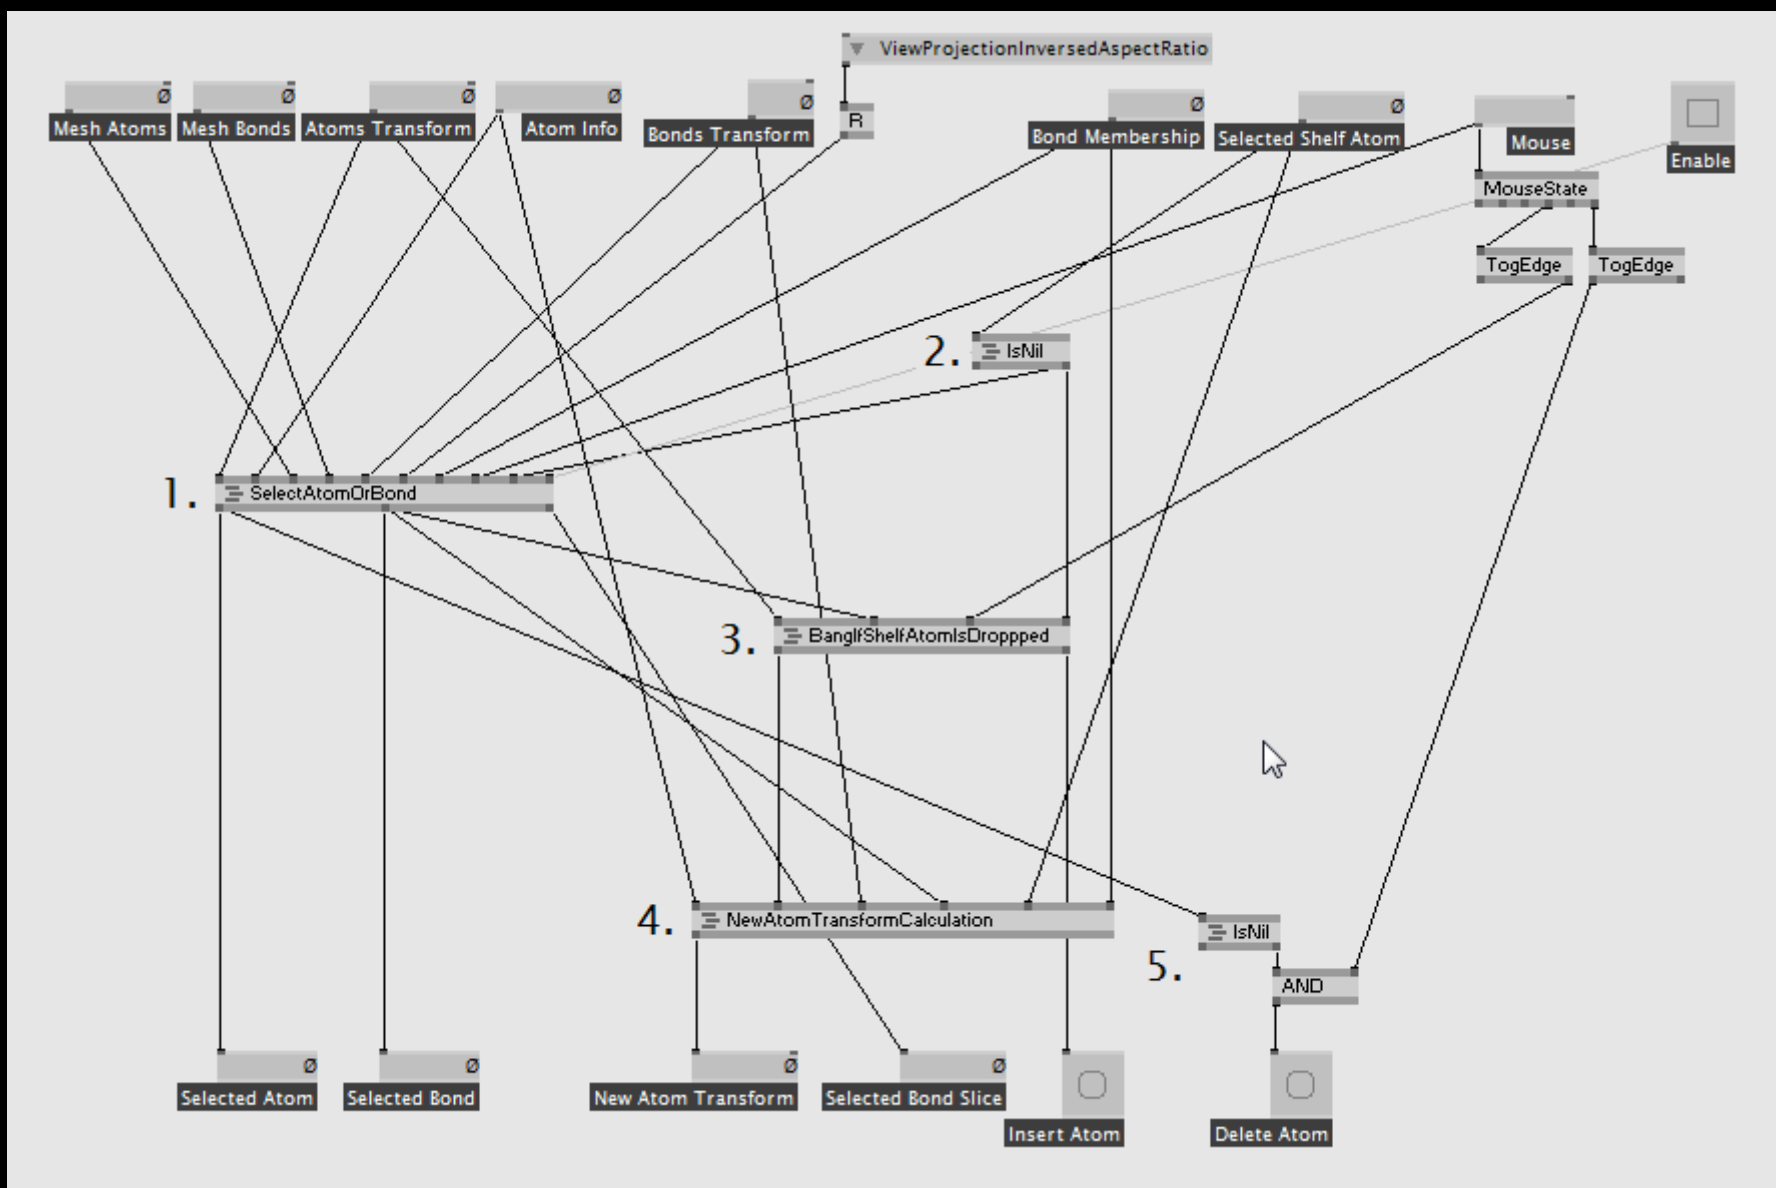 ViewProjectionInversedAspectRatio
Ø Ø Ø Ø Ø Ø Ø
Mesh Atoms Mesh Bonds Atoms Transform Atom Info Bonds Transform R Bond Membership Selected Shelf Atom Mouse Enable
MouseState
TogEdge TogEdge
2. IsNil
1. SelectAtomOrBond
3. BangIfShelfAtomIsDroppped
4. NewAtomTransformCalculation
IsNil
5.
AND
Ø Ø Ø Ø
Selected Atom Selected Bond New Atom Transform Selected Bond Slice
Insert Atom Delete Atom